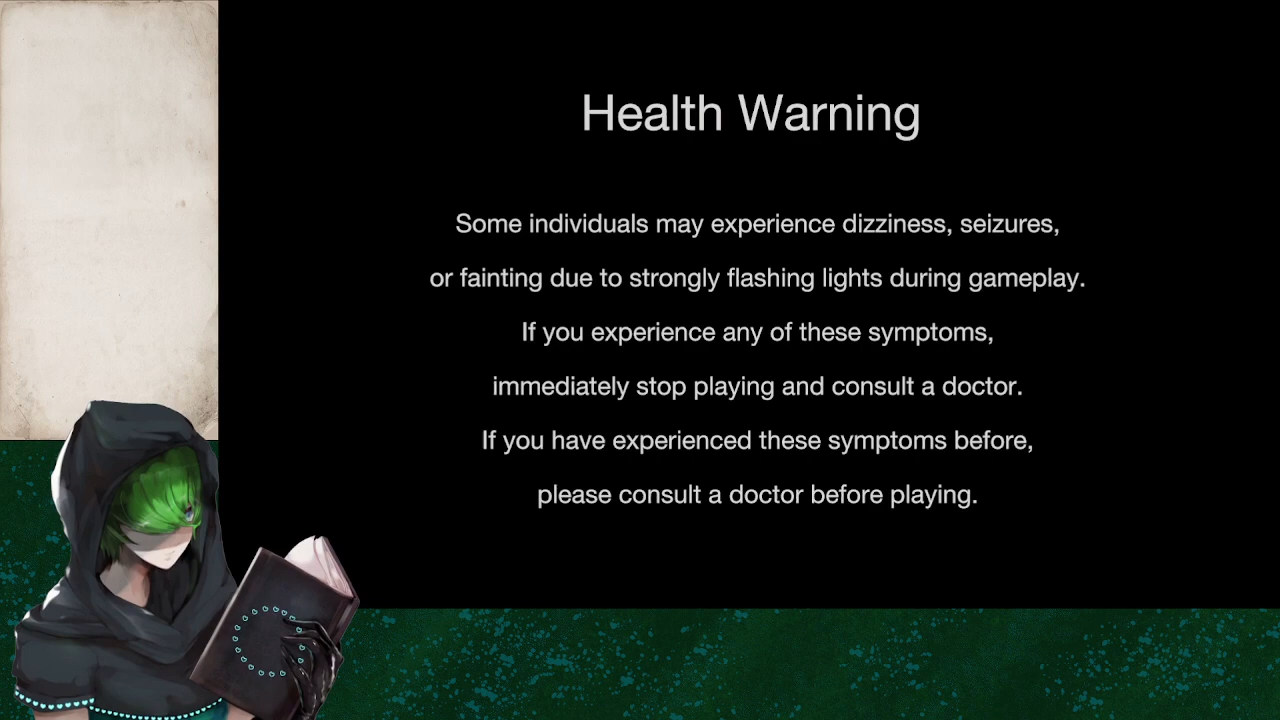 Health Warning
Some individuals may experience dizziness, seizures,
or fainting due to strongly flashing lights during gameplay.
If you experience any of these symptoms,
immediately stop playing and consult a doctor.
If you have experienced these symptoms before,
please consult a doctor before playing.